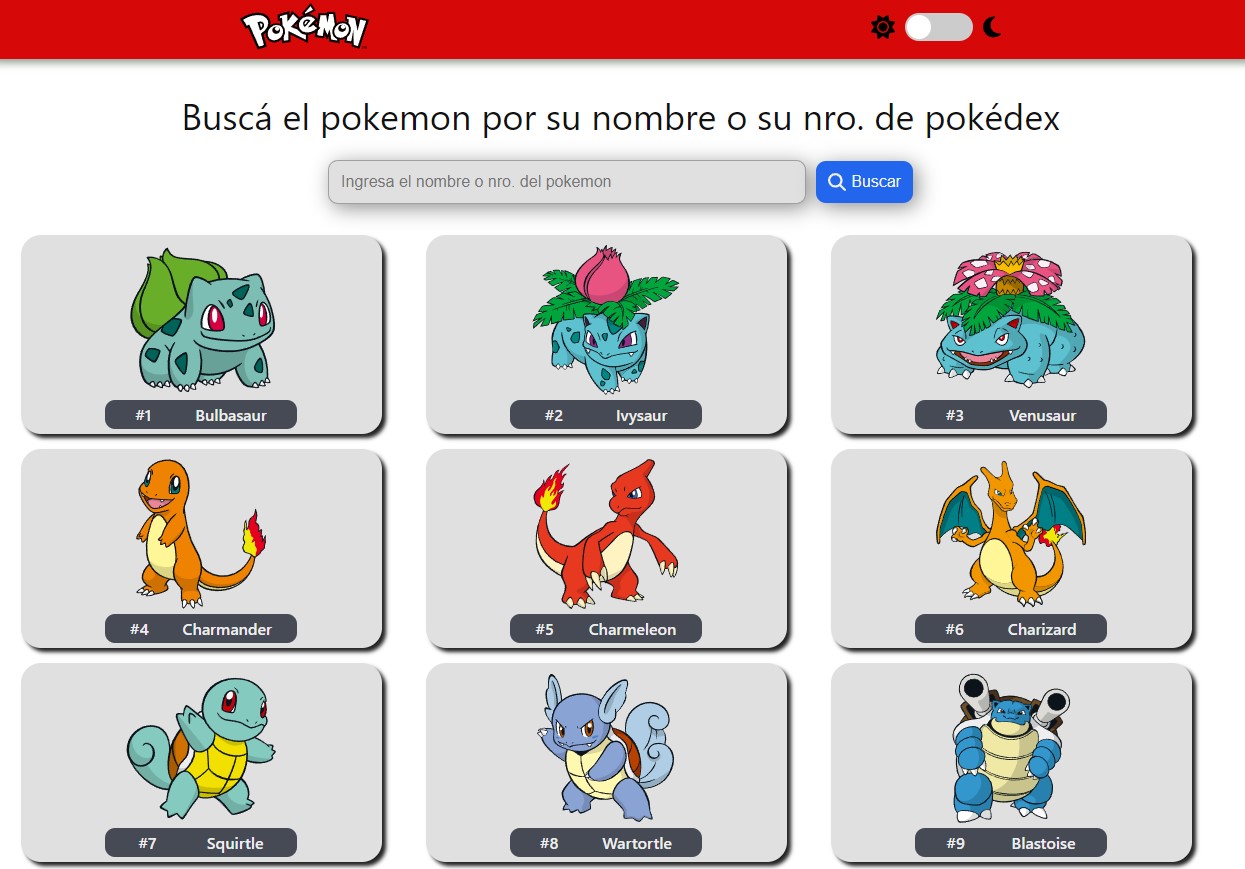 POKÉMON
Buscá el pokemon por su nombre o su nro. de pokédex
Ingresa el nombre o nro. del pokemon
Buscar
#1 Bulbasaur
#2 Ivysaur
#3 Venusaur
#4 Charmander
#5 Charmeleon
#6 Charizard
#7 Squirtle
#8 Wartortle
#9 Blastoise